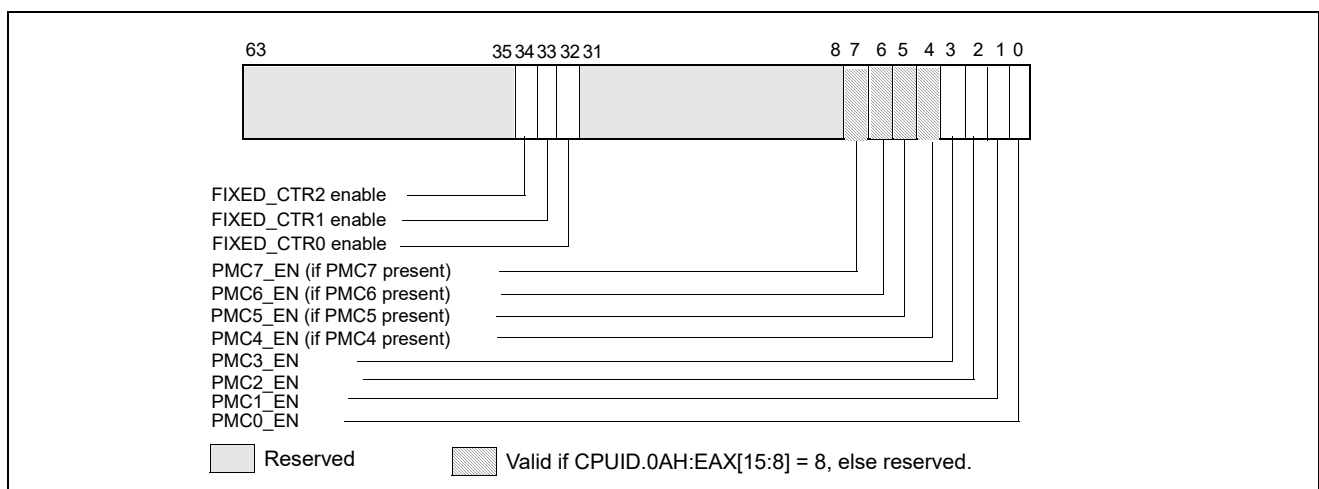 63 35 34 33 32 31 8 7 6 5 4 3 2 1 0
FIXED_CTR2 enable
FIXED_CTR1 enable
FIXED_CTR0 enable
PMC7_EN (if PMC7 present)
PMC6_EN (if PMC6 present)
PMC5_EN (if PMC5 present)
PMC4_EN (if PMC4 present)
PMC3_EN
PMC2_EN
PMC1_EN
PMC0_EN
Reserved Valid if CPUID.0AH:EAX[15:8] = 8, else reserved.